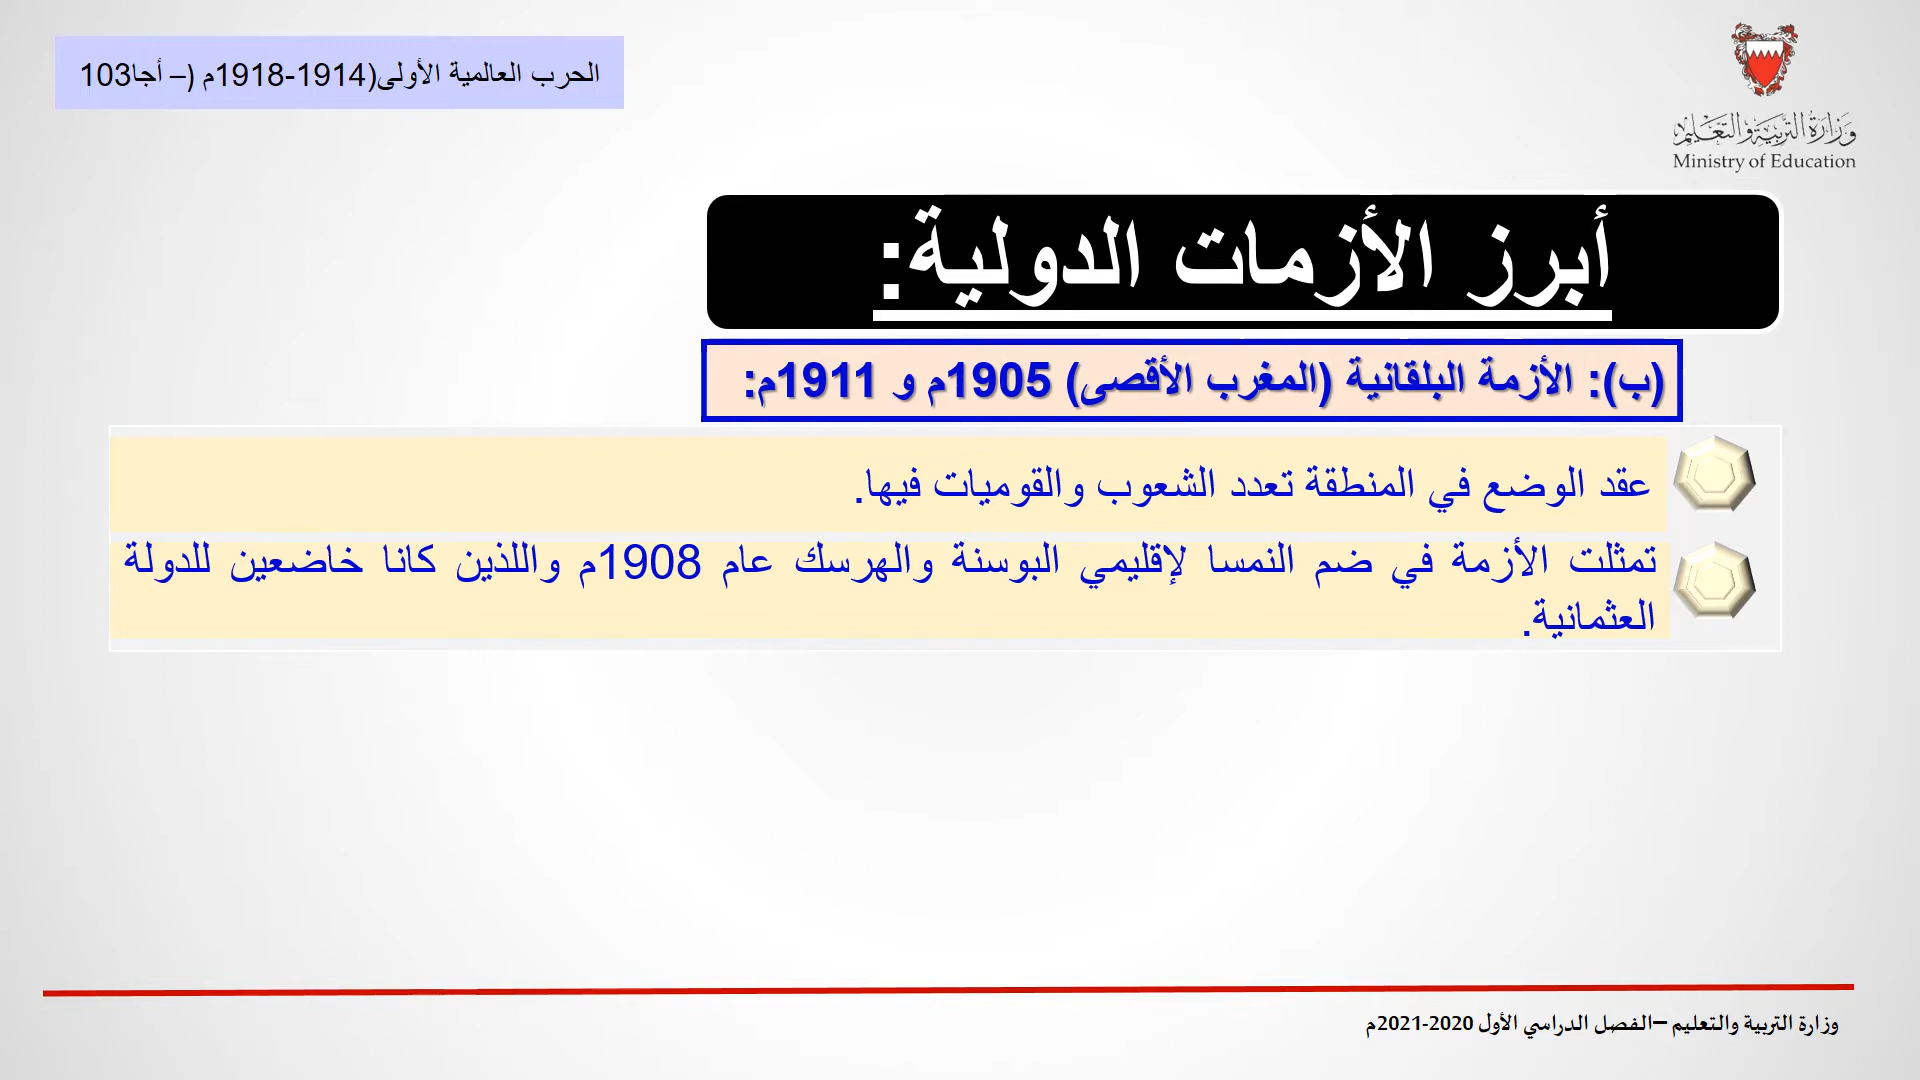 الحرب العالمية الأولى(1914-1918م (– أجا103
وزارة التربية والتعليم
Ministry of Education
أبرز الأزمات الدولية:
(ب): الأزمة البلقانية (المغرب الأقصى) 1905م و 1911م:
عقد الوضع في المنطقة تعدد الشعوب والقوميات فيها.
تمثلت الأزمة في ضم النمسا لإقليمي البوسنة والهرسك عام 1908م واللذين كانا خاضعين للدولة
العثمانية.
وزارة التربية والتعليم –الفصل الدراسي الأول 2020-2021م